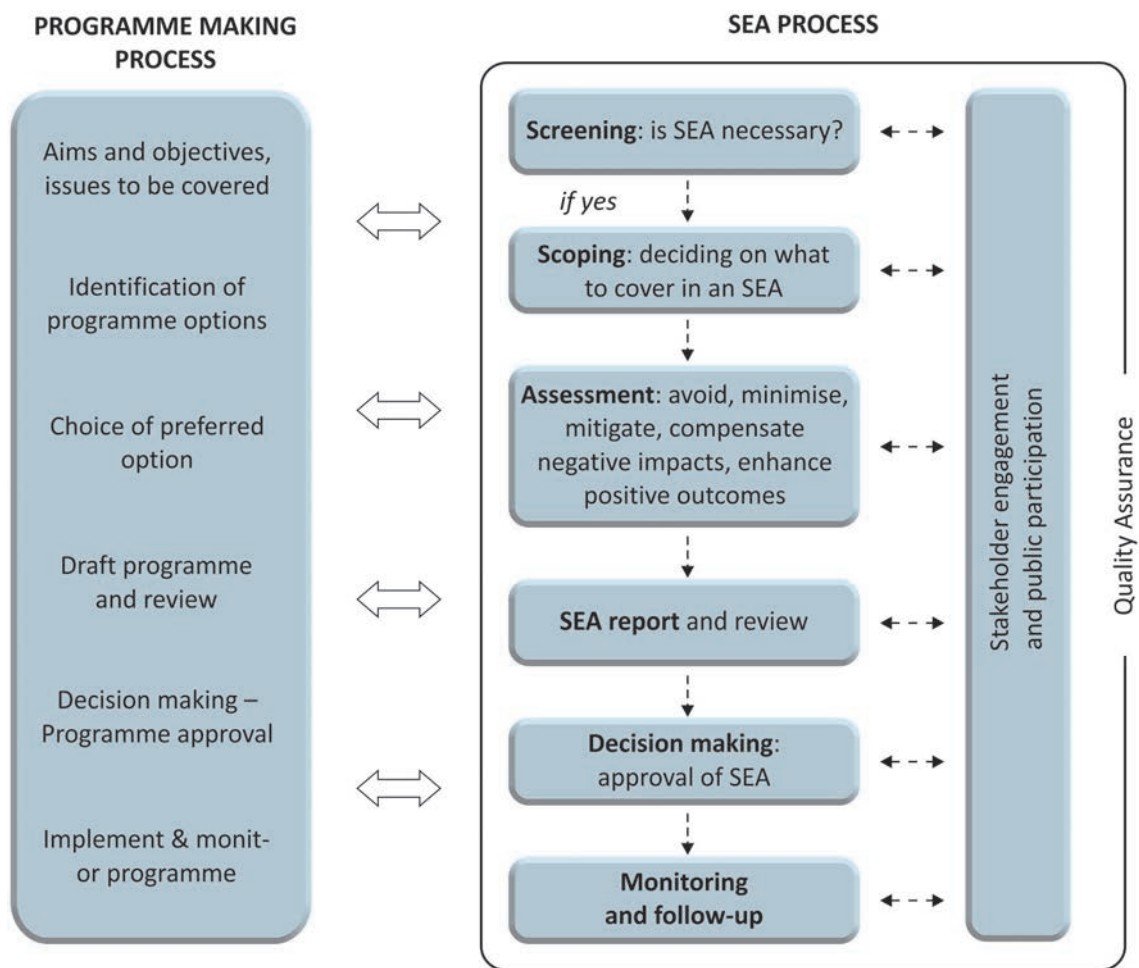 PROGRAMME MAKING
PROCESS
Aims and objectives,
issues to be covered
Identification of
programme options
Choice of preferred
option
Draft programme
and review
Decision making –
Programme approval
Implement & monit-
or programme
SEA PROCESS
Screening: is SEA necessary?
if yes
Scoping: deciding on what
to cover in an SEA
Assessment: avoid, minimise,
mitigate, compensate
negative impacts, enhance
positive outcomes
SEA report and review
Decision making:
approval of SEA
Monitoring
and follow-up
Stakeholder engagement
and public participation
Quality Assurance